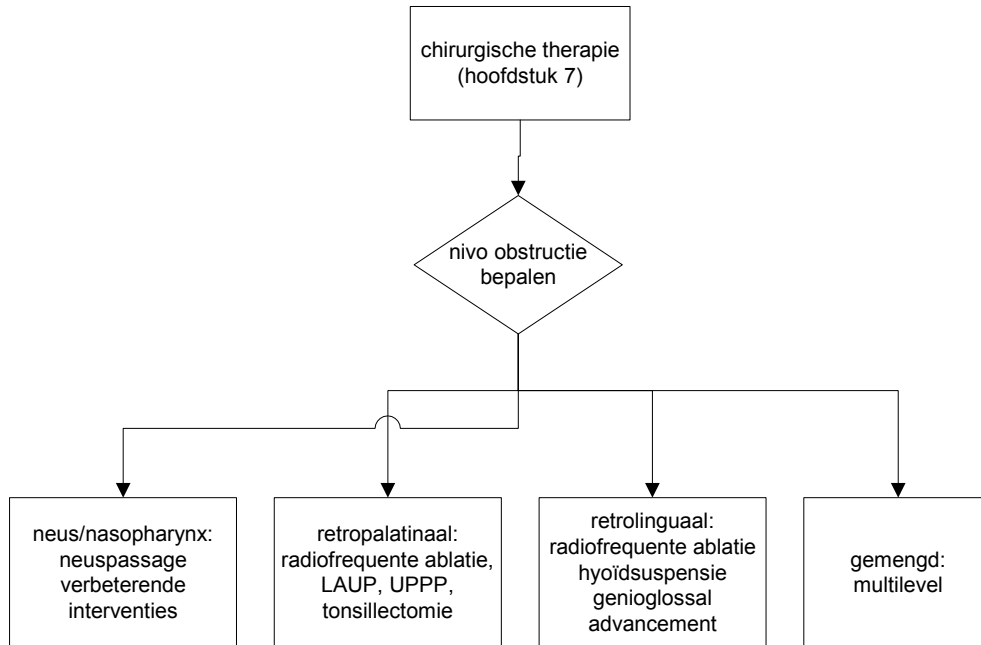 chirurgische therapie
(hoofdstuk 7)
nivo obstructie
bepalen
neus/nasopharynx:
neuspassage
verbeterende
interventies
retropalatinaal:
radiofrequente ablatie,
LAUP, UPPP,
tonsillectomie
retrolinguaal:
radiofrequente ablatie
hyoïdsuspensie
genioglossal
advancement
gemengd:
multilevel